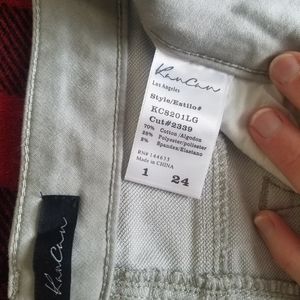 KanCan
Los Angeles
Style/Estilo#
KC8201LG
Cut#2339
70% Cotton/Algodon
28% Polyester/poliester
2% Spandex/Elastano
RN# 144635
Made in CHINA
1 24
KanCan